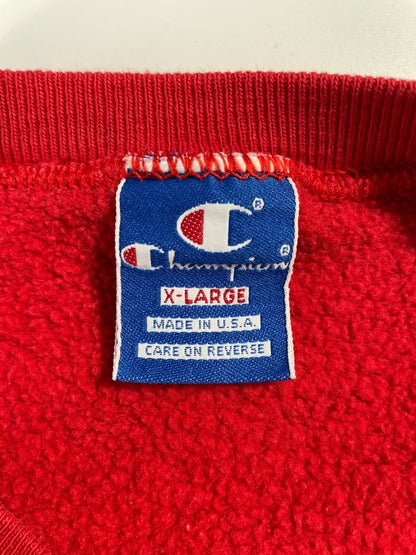 C®
Champion®
X-LARGE
MADE IN U.S.A.
CARE ON REVERSE